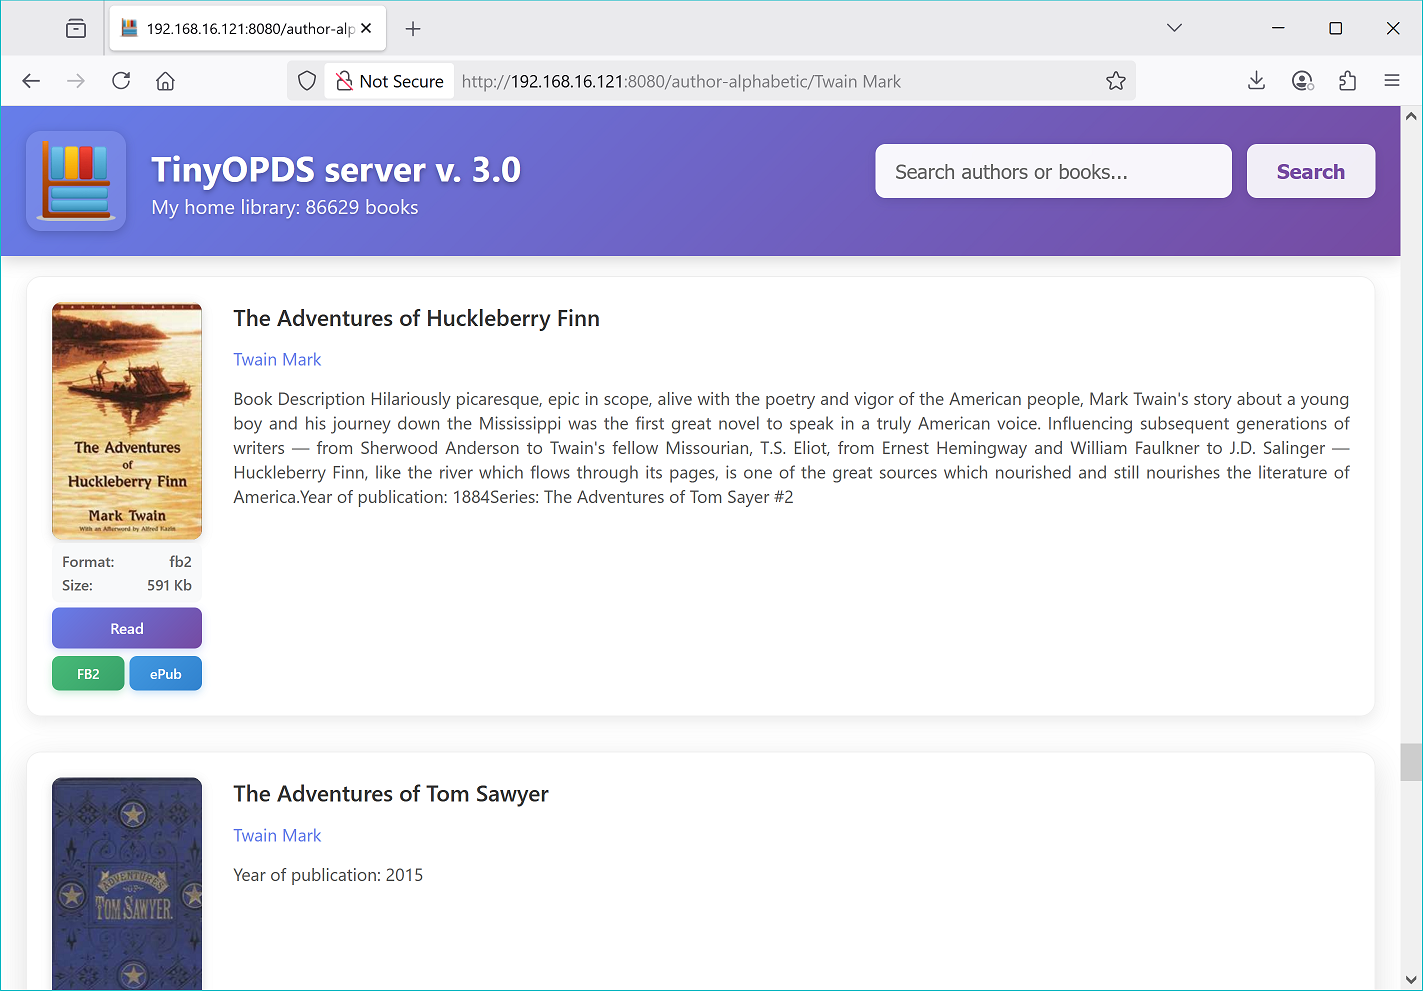 192.168.16.121:8080/author-alp
Not Secure
http://192.168.16.121:8080/author-alphabetic/Twain Mark
TinyOPDS server v. 3.0
My home library: 86629 books
Search authors or books...
Search
BANTAM CLASSIC
The Adventures
of
Huckleberry Finn
Mark Twain
With an Afterword by Alfred Kazin
Format: fb2
Size: 591 Kb
Read
FB2 ePub
The Adventures of Huckleberry Finn
Twain Mark
Book Description Hilariously picaresque, epic in scope, alive with the poetry and vigor of the American people, Mark Twain's story about a young
boy and his journey down the Mississippi was the first great novel to speak in a truly American voice. Influencing subsequent generations of
writers — from Sherwood Anderson to Twain's fellow Missourian, T.S. Eliot, from Ernest Hemingway and William Faulkner to J.D. Salinger —
Huckleberry Finn, like the river which flows through its pages, is one of the great sources which nourished and still nourishes the literature of
America.Year of publication: 1884Series: The Adventures of Tom Sayer #2
ADVENTURES
OF
TOM SAWYER.
The Adventures of Tom Sawyer
Twain Mark
Year of publication: 2015